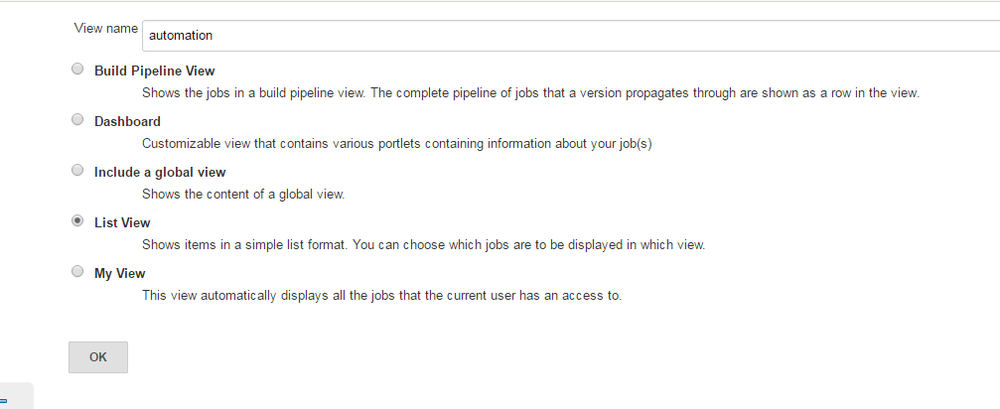 View name automation
Build Pipeline View
Shows the jobs in a build pipeline view. The complete pipeline of jobs that a version propagates through are shown as a row in the view.
Dashboard
Customizable view that contains various portlets containing information about your job(s)
Include a global view
Shows the content of a global view.
List View
Shows items in a simple list format. You can choose which jobs are to be displayed in which view.
My View
This view automatically displays all the jobs that the current user has an access to.
OK